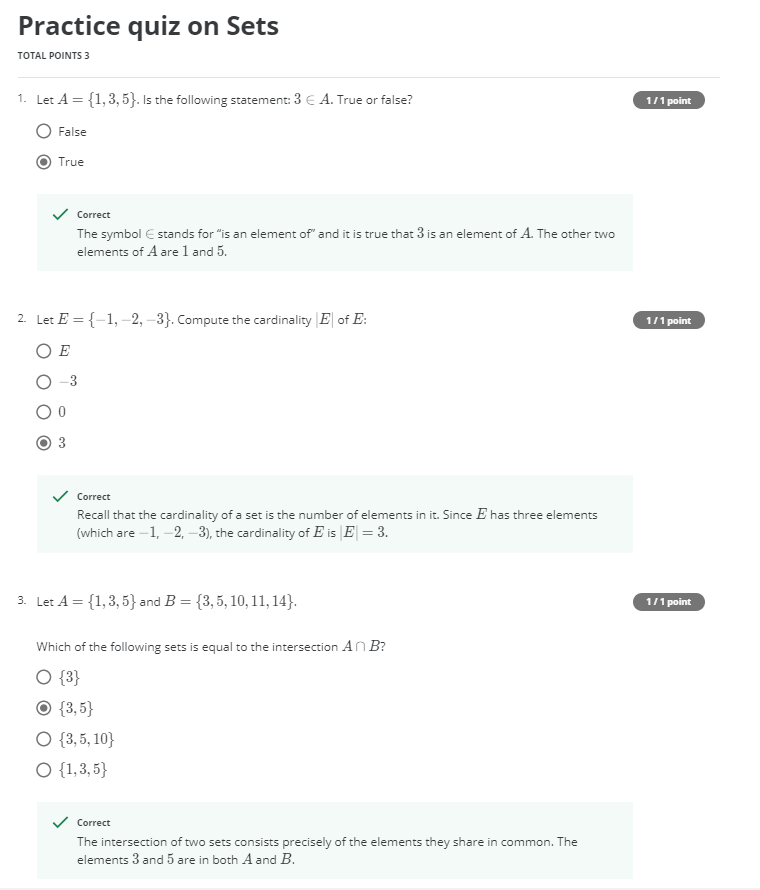 Practice quiz on Sets
TOTAL POINTS 3
1. Let A = {1, 3, 5}. Is the following statement: 3 ∈ A. True or false?
1 / 1 point
False
True
Correct
The symbol ∈ stands for “is an element of” and it is true that 3 is an element of A. The other two
elements of A are 1 and 5.
2. Let E = {−1, −2, −3}. Compute the cardinality |E| of E:
1 / 1 point
E
−3
0
3
Correct
Recall that the cardinality of a set is the number of elements in it. Since E has three elements
(which are −1, −2, −3), the cardinality of E is |E| = 3.
3. Let A = {1, 3, 5} and B = {3, 5, 10, 11, 14}.
1 / 1 point
Which of the following sets is equal to the intersection A ∩ B?
{3}
{3, 5}
{3, 5, 10}
{1, 3, 5}
Correct
The intersection of two sets consists precisely of the elements they share in common. The
elements 3 and 5 are in both A and B.